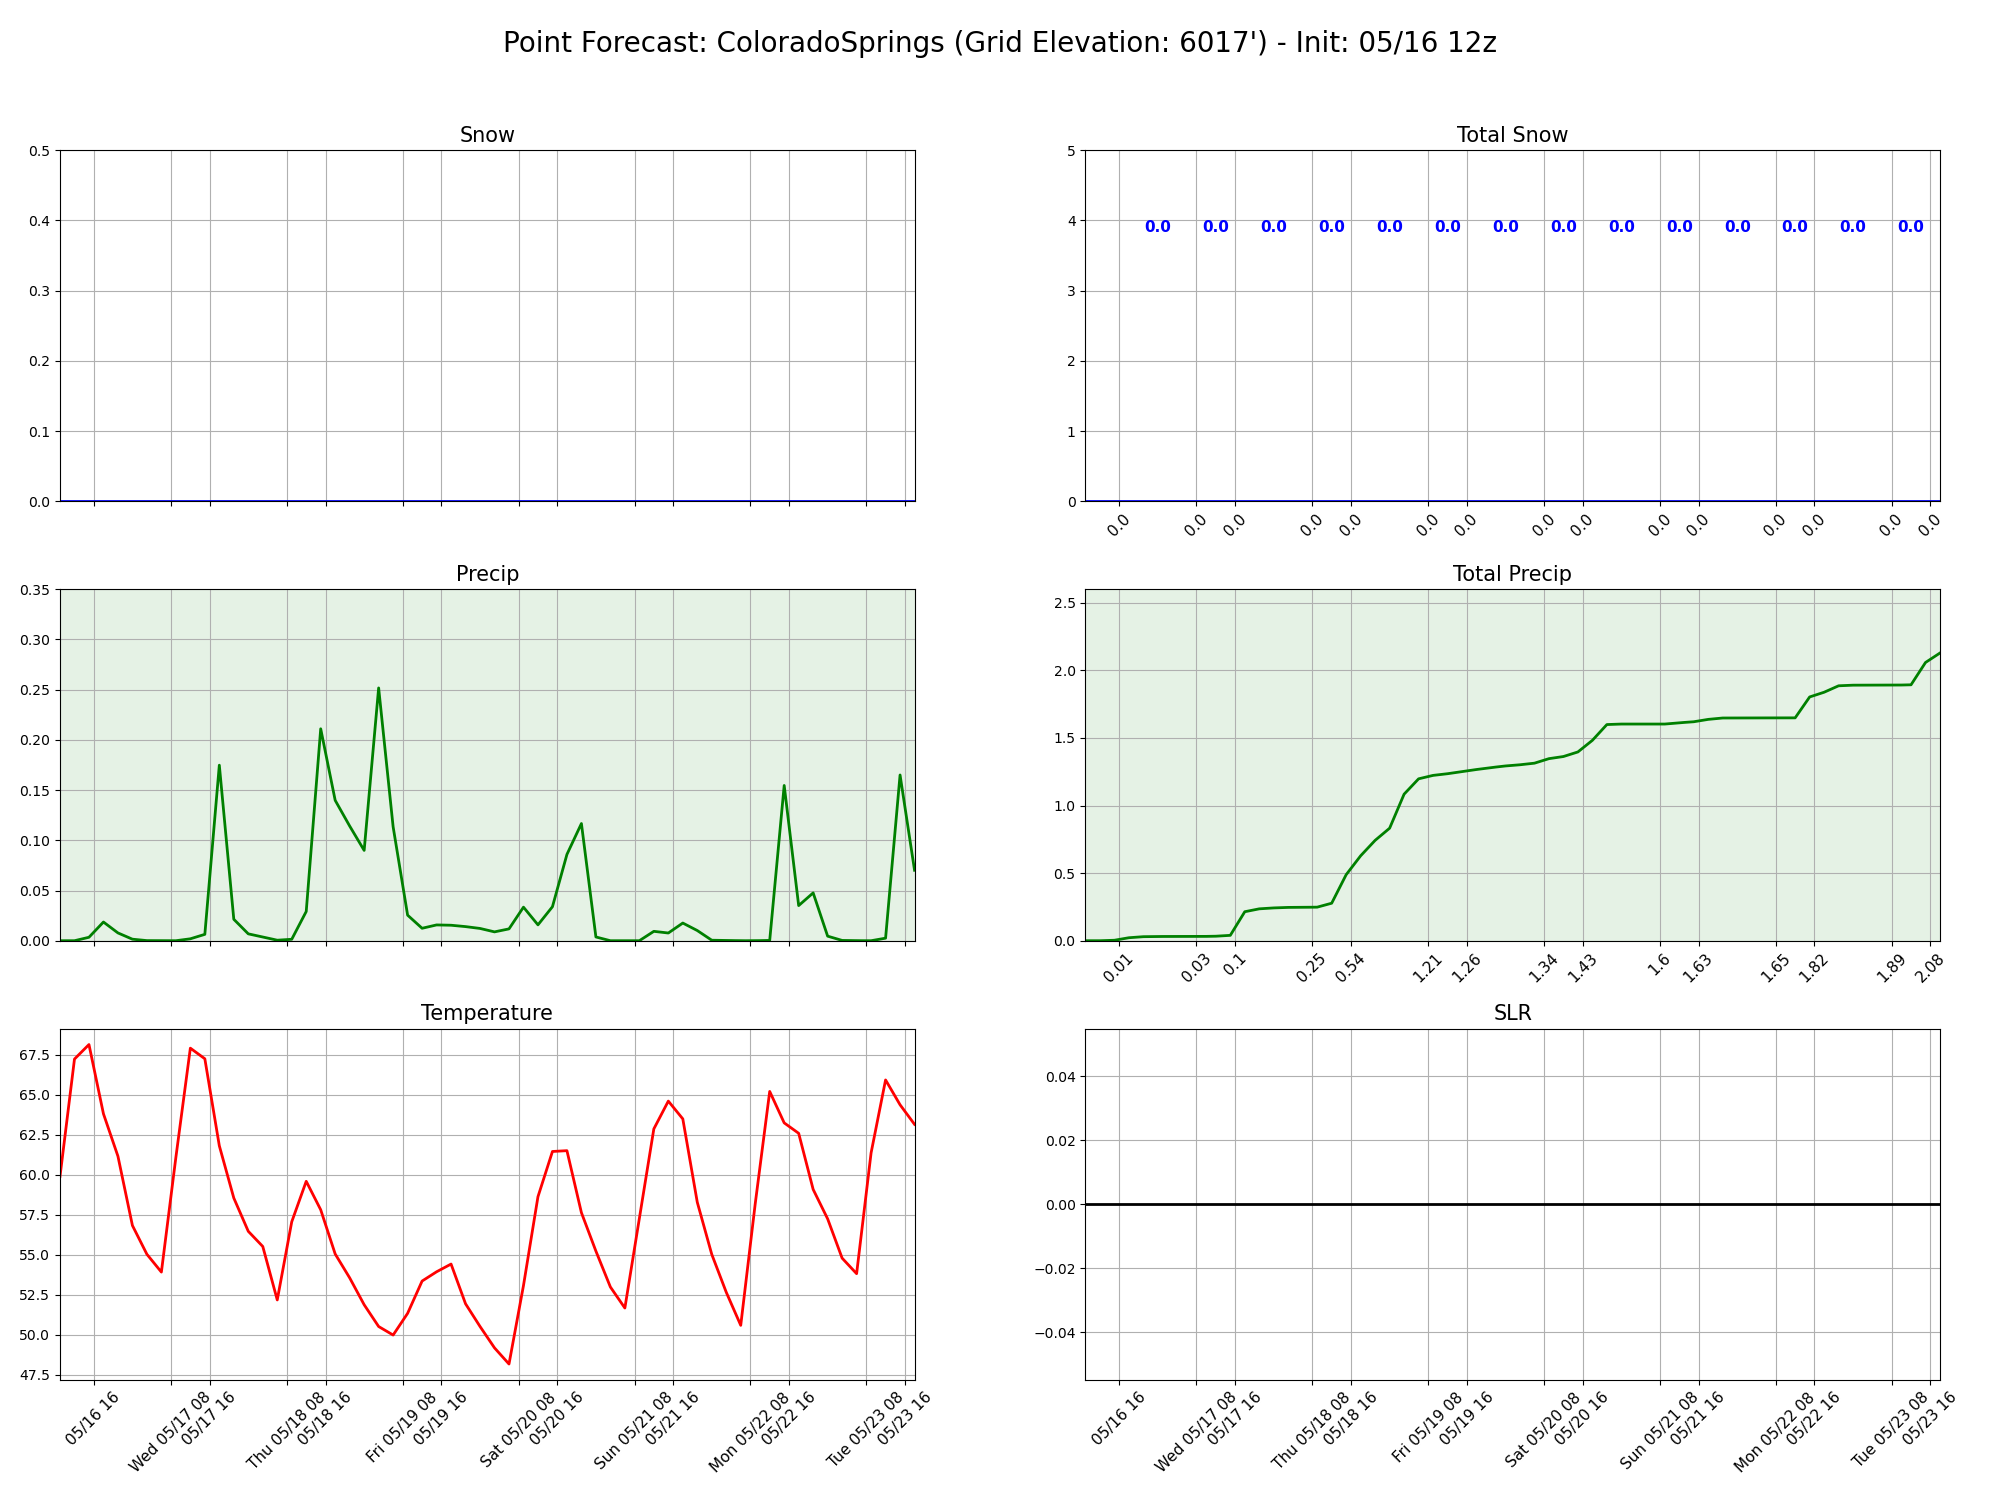 Point Forecast: ColoradoSprings (Grid Elevation: 6017') - Init: 05/16 12z
Snow
0.5
0.4
0.3
0.2
0.1
0.0
Total Snow
5
4
3
2
1
0
0.0 0.0 0.0 0.0 0.0 0.0 0.0 0.0 0.0 0.0 0.0 0.0 0.0 0.0
0.0 0.0 0.0 0.0 0.0 0.0 0.0 0.0 0.0 0.0 0.0 0.0 0.0 0.0 0.0
Precip
0.35
0.30
0.25
0.20
0.15
0.10
0.05
0.00
Total Precip
2.5
2.0
1.5
1.0
0.5
0.0
0.01 0.03 0.1 0.25 0.54 1.21 1.26 1.34 1.43 1.6 1.63 1.65 1.82 1.89 2.08
Temperature
67.5
65.0
62.5
60.0
57.5
55.0
52.5
50.0
47.5
05/16 16
Wed 05/17 08
05/17 16
Thu 05/18 08
05/18 16
Fri 05/19 08
05/19 16
Sat 05/20 08
05/20 16
Sun 05/21 08
05/21 16
Mon 05/22 08
05/22 16
Tue 05/23 08
05/23 16
SLR
0.04
0.02
0.00
−0.02
−0.04
05/16 16
Wed 05/17 08
05/17 16
Thu 05/18 08
05/18 16
Fri 05/19 08
05/19 16
Sat 05/20 08
05/20 16
Sun 05/21 08
05/21 16
Mon 05/22 08
05/22 16
Tue 05/23 08
05/23 16